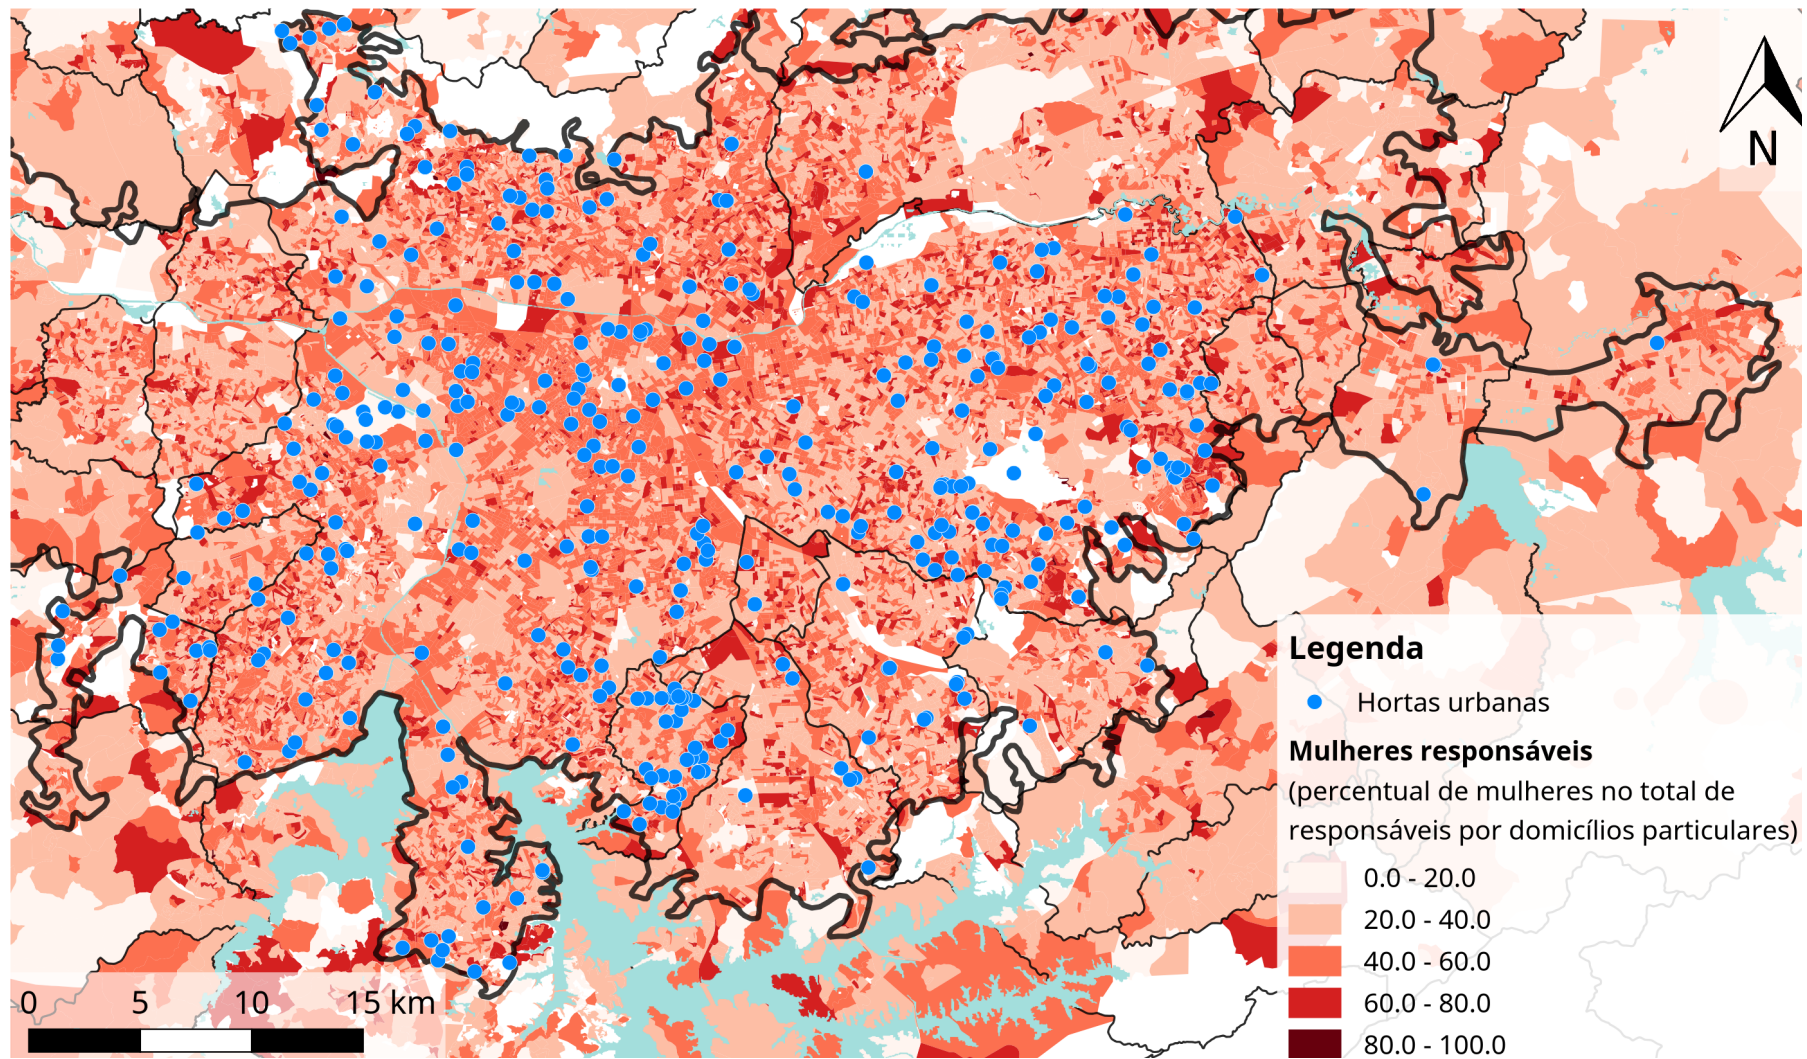 N
Legenda
Hortas urbanas
Mulheres responsáveis
(percentual de mulheres no total de
responsáveis por domicílios particulares)
0.0 - 20.0
20.0 - 40.0
40.0 - 60.0
60.0 - 80.0
80.0 - 100.0
0 5 10 15 km